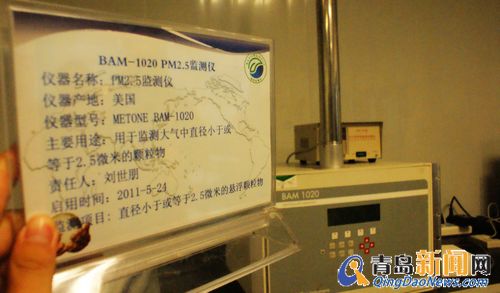 BAM-1020 PM2.5监测仪
仪器名称：PM2.5监测仪
仪器产地：美国
仪器型号：METONE BAM-1020
主要用途：用于监测大气中直径小于或
等于2.5微米的颗粒物
责任人：刘世朋
启用时间：2011-5-24
监测项目：直径小于或等于2.5微米的悬浮颗粒物
BAM 1020
青岛新闻网
QingDaoNews.com